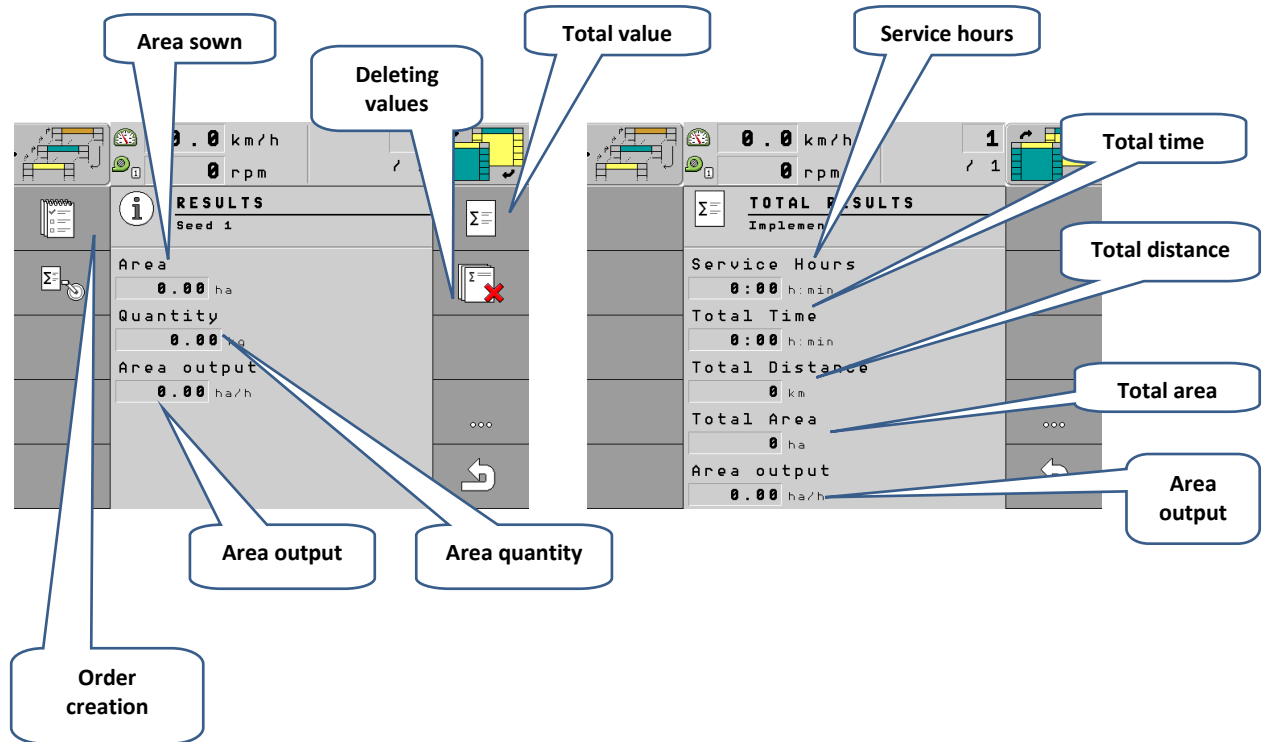 Area sown
Total value
Service hours
Deleting
values
Total time
Total distance
Total area
Area
output
Area output
Area quantity
Order
creation
.0 km/h
0 rpm
RESULTS
Seed 1
Area
0.00 ha
Quantity
0.00 kg
Area output
0.00 ha/h
0.0 km/h
1
0 rpm
/ 1
TOTAL RESULTS
Implement
Service Hours
0:00 h:min
Total Time
0:00 h:min
Total Distance
0 km
Total Area
0 ha
Area output
0.00 ha/h